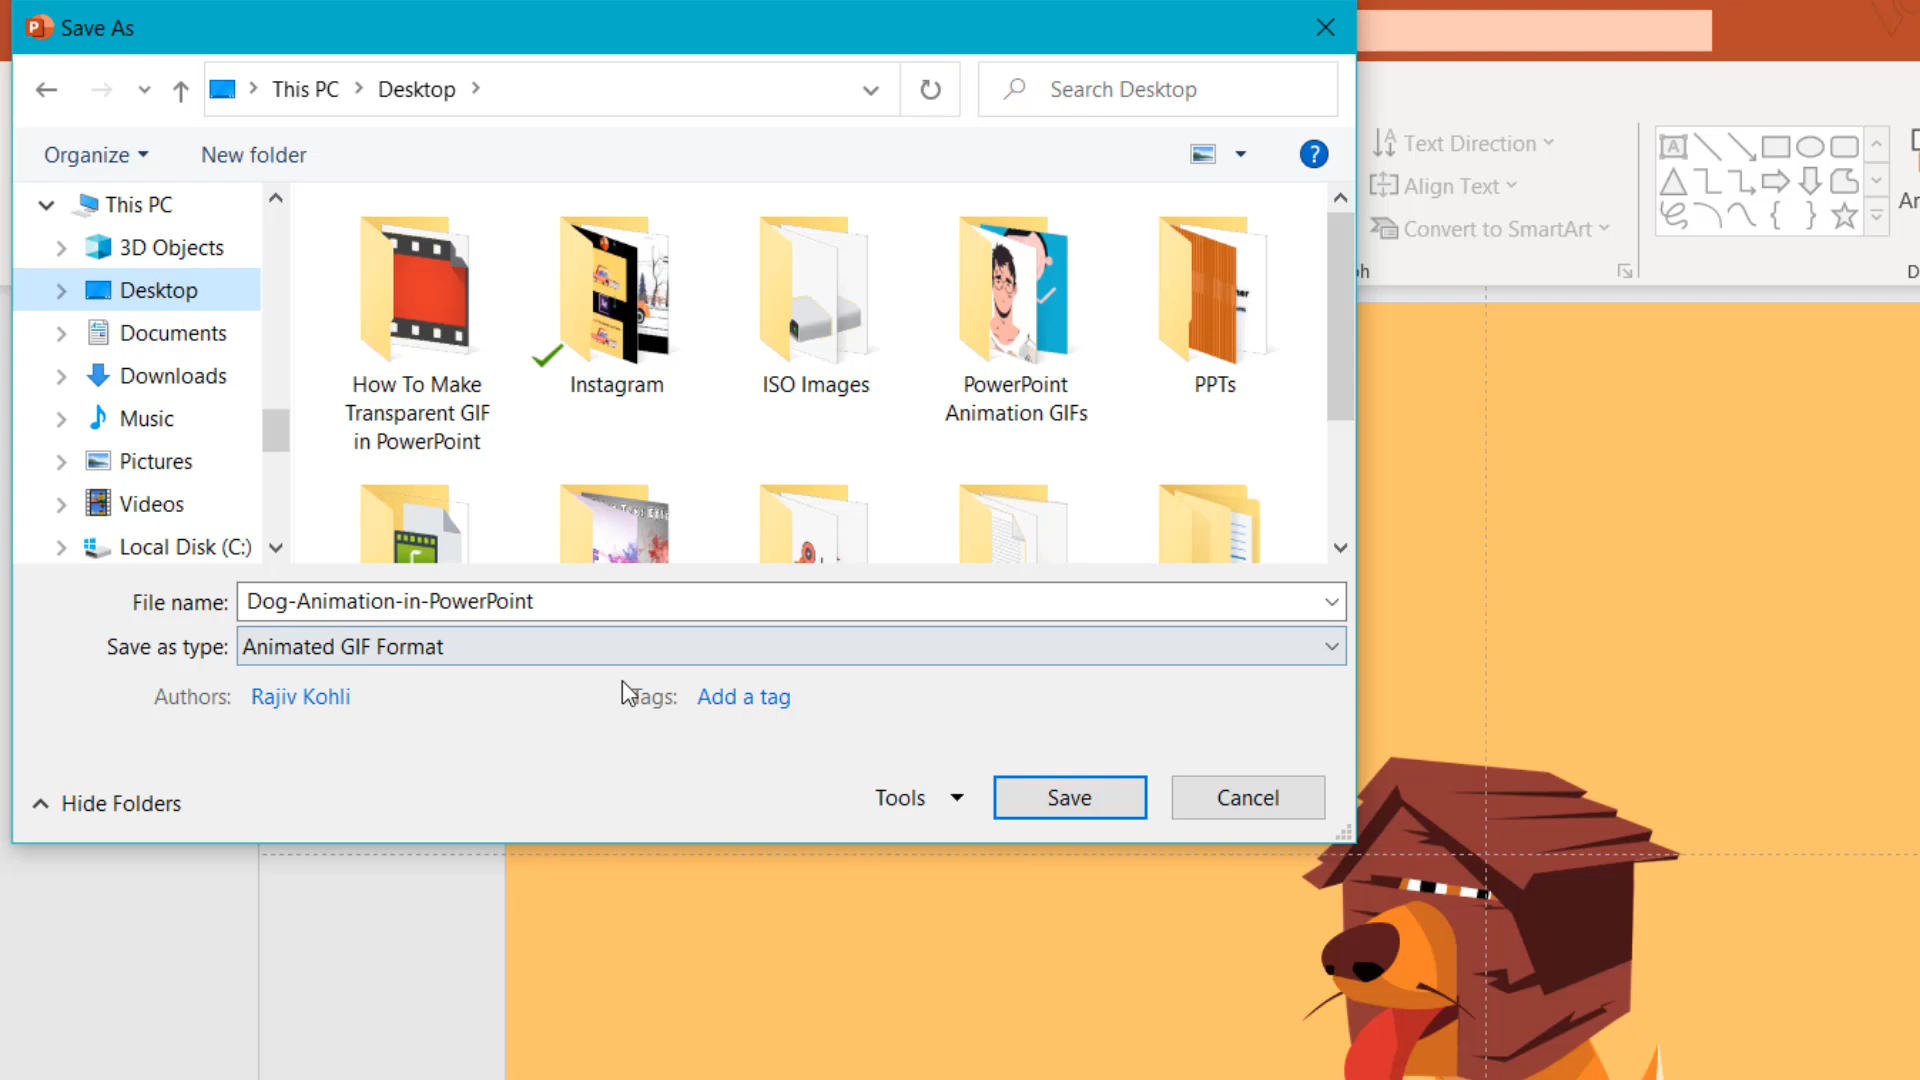 Save As
This PC
Desktop
Search Desktop
Organize
New folder
?
This PC
3D Objects
Desktop
Documents
Downloads
Music
Pictures
Videos
Local Disk (C:)
How To Make
Transparent GIF
in PowerPoint
Instagram
ISO Images
PowerPoint
Animation GIFs
PPTs
File name: Dog-Animation-in-PowerPoint
Save as type: Animated GIF Format
Authors: Rajiv Kohli
Tags: Add a tag
Hide Folders
Tools
Save
Cancel
Text Direction
Align Text
Convert to SmartArt